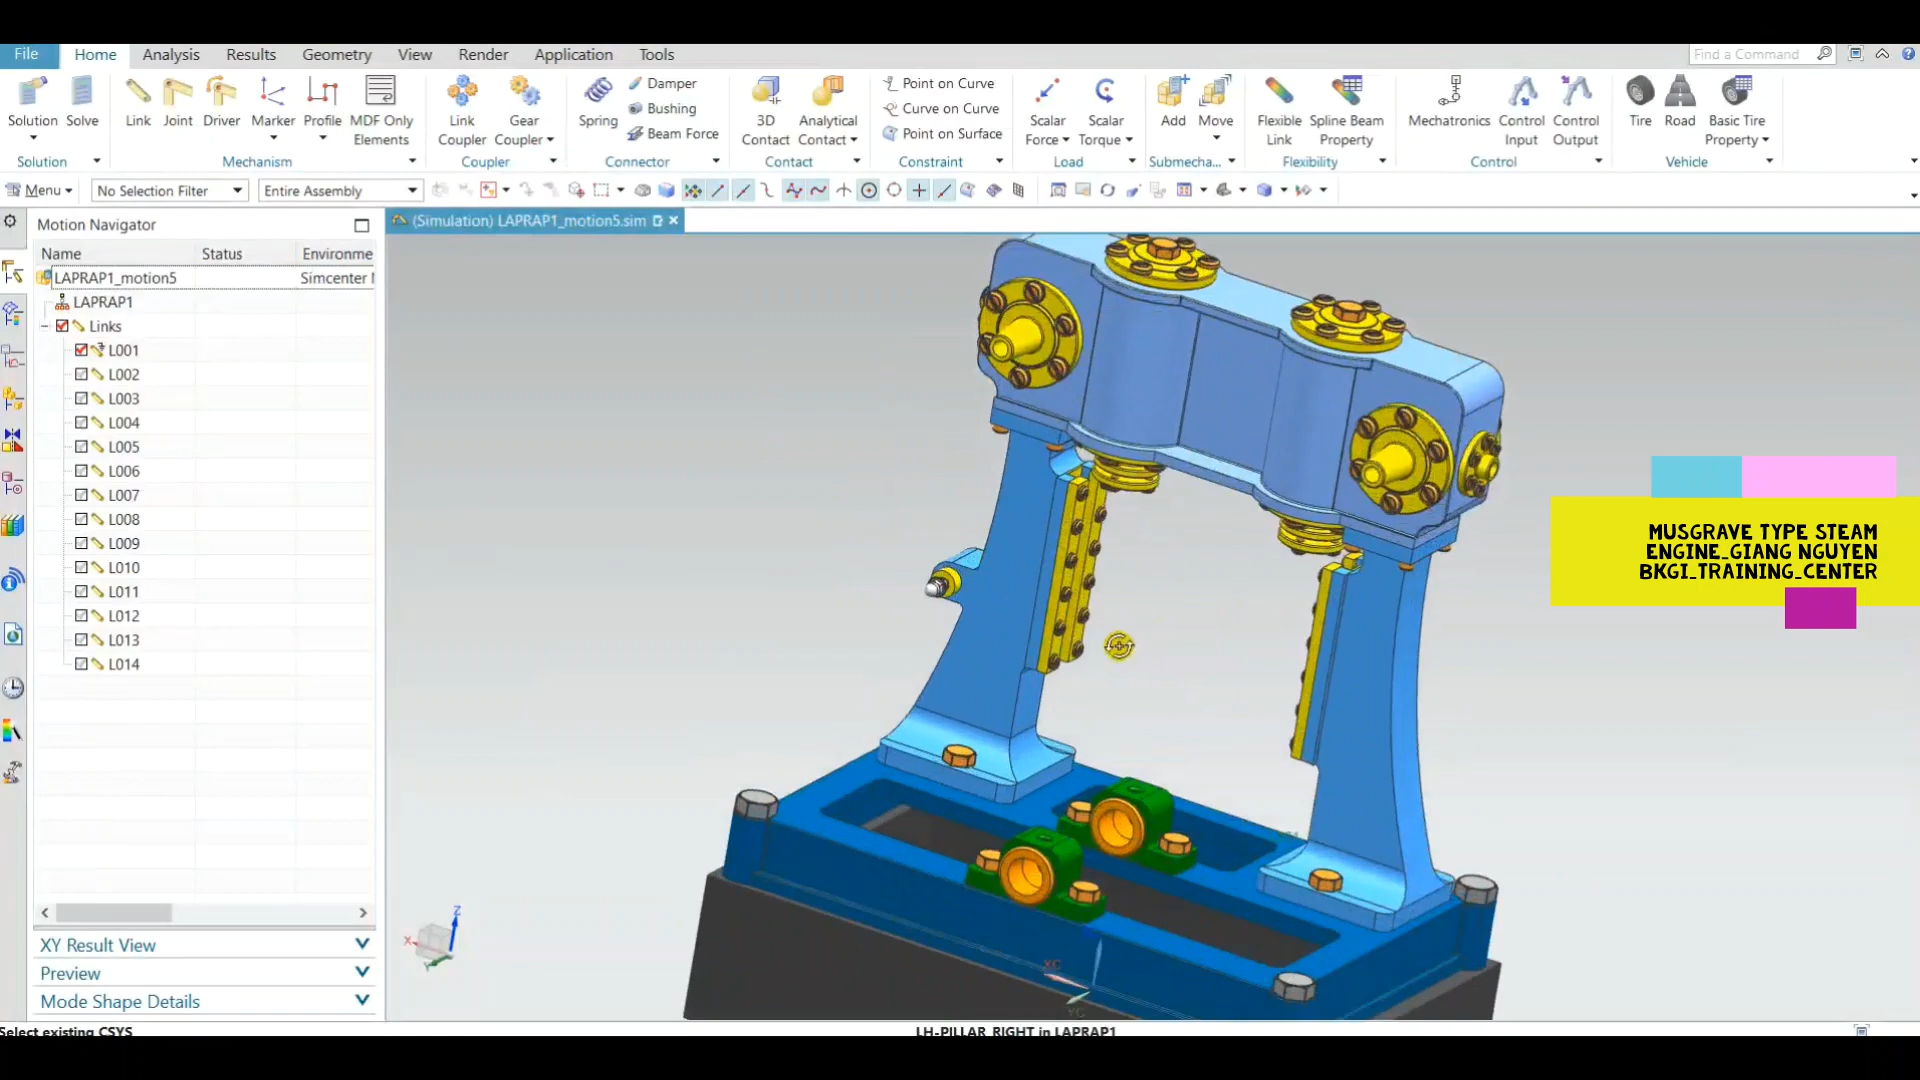 File Home Analysis Results Geometry View Render Application Tools Find a Command
Damper Point on Curve
Bushing Curve on Curve
Beam Force Point on Surface
Solution Solve Link Joint Driver Marker Profile MDF Only Elements Link Coupler Gear Coupler Spring 3D Contact Analytical Contact Scalar Force Scalar Torque Add Move Flexible Link Spline Beam Property Mechatronics Control Input Control Output Tire Road Basic Tire Property
Solution Mechanism Coupler Connector Contact Constraint Load Submecha... Flexibility Control Vehicle
Menu No Selection Filter Entire Assembly
Motion Navigator
(Simulation) LAPRAP1_motion5.sim
Name Status Environme
LAPRAP1_motion5 Simcenter
LAPRAP1
Links
L001
L002
L003
L004
L005
L006
L007
L008
L009
L010
L011
L012
L013
L014
MUSGRAVE TYPE STEAM
ENGINE_GIANG NGUYEN
BKGI_TRAINING_CENTER
XY Result View
Preview
Mode Shape Details
Z
X
Y
XC
YC
Select existing CSYS
LH-PILLAR_RIGHT in LAPRAP1